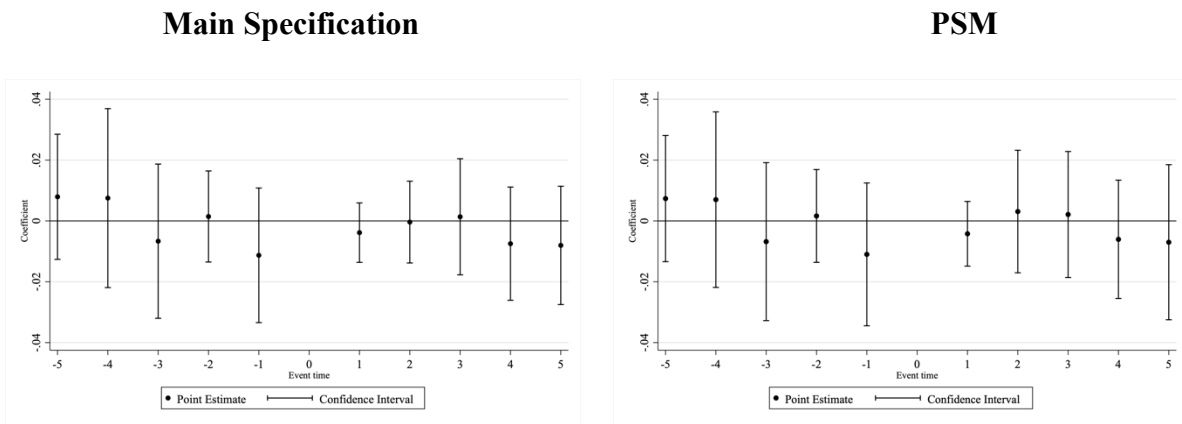 Main Specification
PSM
.04
.02
0
-.02
-.04
Coefficient
-5 -4 -3 -2 -1 0 1 2 3 4 5
Event time
Point Estimate Confidence Interval
.04
.02
0
-.02
-.04
Coefficient
-5 -4 -3 -2 -1 0 1 2 3 4 5
Event time
Point Estimate Confidence Interval